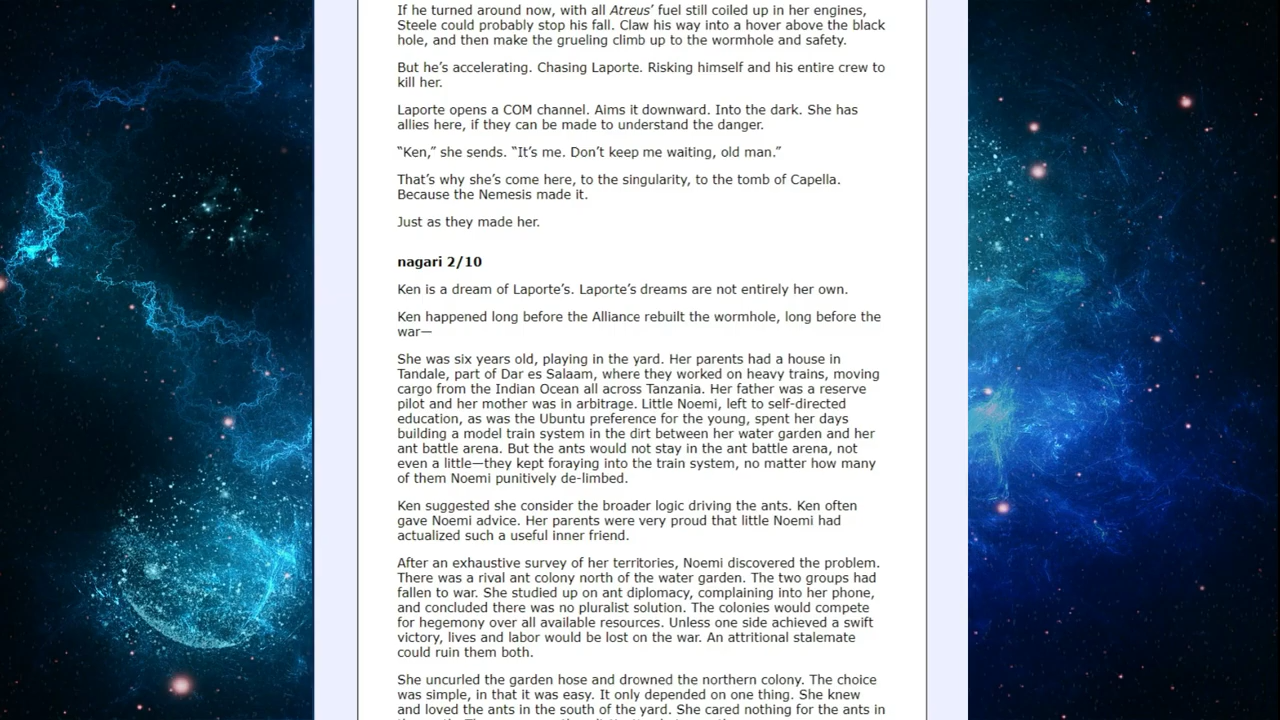 If he turned around now, with all Atreus’ fuel still coiled up in her engines,
Steele could probably stop his fall. Claw his way into a hover above the black
hole, and then make the grueling climb up to the wormhole and safety.
But he’s accelerating. Chasing Laporte. Risking himself and his entire crew to
kill her.
Laporte opens a COM channel. Aims it downward. Into the dark. She has
allies here, if they can be made to understand the danger.
“Ken,” she sends. “It’s me. Don’t keep me waiting, old man.”
That’s why she’s come here, to the singularity, to the tomb of Capella.
Because the Nemesis made it.
Just as they made her.
nagari 2/10
Ken is a dream of Laporte’s. Laporte’s dreams are not entirely her own.
Ken happened long before the Alliance rebuilt the wormhole, long before the
war—
She was six years old, playing in the yard. Her parents had a house in
Tandale, part of Dar es Salaam, where they worked on heavy trains, moving
cargo from the Indian Ocean all across Tanzania. Her father was a reserve
pilot and her mother was in arbitrage. Little Noemi, left to self-directed
education, as was the Ubuntu preference for the young, spent her days
building a model train system in the dirt between her water garden and her
ant battle arena. But the ants would not stay in the ant battle arena, not
even a little—they kept foraying into the train system, no matter how many
of them Noemi punitively de-limbed.
Ken suggested she consider the broader logic driving the ants. Ken often
gave Noemi advice. Her parents were very proud that little Noemi had
actualized such a useful inner friend.
After an exhaustive survey of her territories, Noemi discovered the problem.
There was a rival ant colony north of the water garden. The two groups had
fallen to war. She studied up on ant diplomacy, complaining into her phone,
and concluded there was no pluralist solution. The colonies would compete
for hegemony over all available resources. Unless one side achieved a swift
victory, lives and labor would be lost on the war. An attritional stalemate
could ruin them both.
She uncurled the garden hose and drowned the northern colony. The choice
was simple, in that it was easy. It only depended on one thing. She knew
and loved the ants in the south of the yard. She cared nothing for the ants in